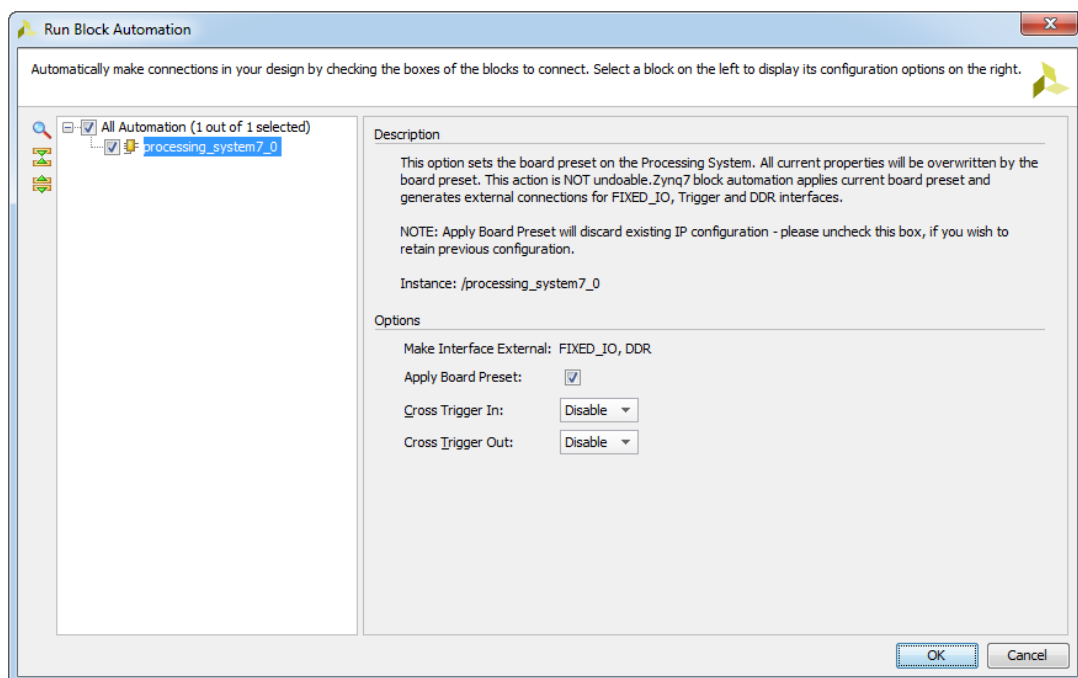 Run Block Automation
Automatically make connections in your design by checking the boxes of the blocks to connect. Select a block on the left to display its configuration options on the right.
All Automation (1 out of 1 selected)
processing_system7_0
Description
This option sets the board preset on the Processing System. All current properties will be overwritten by the
board preset. This action is NOT undoable.Zynq7 block automation applies current board preset and
generates external connections for FIXED_IO, Trigger and DDR interfaces.
NOTE: Apply Board Preset will discard existing IP configuration - please uncheck this box, if you wish to
retain previous configuration.
Instance: /processing_system7_0
Options
Make Interface External: FIXED_IO, DDR
Apply Board Preset:
Cross Trigger In: Disable
Cross Trigger Out: Disable
OK Cancel